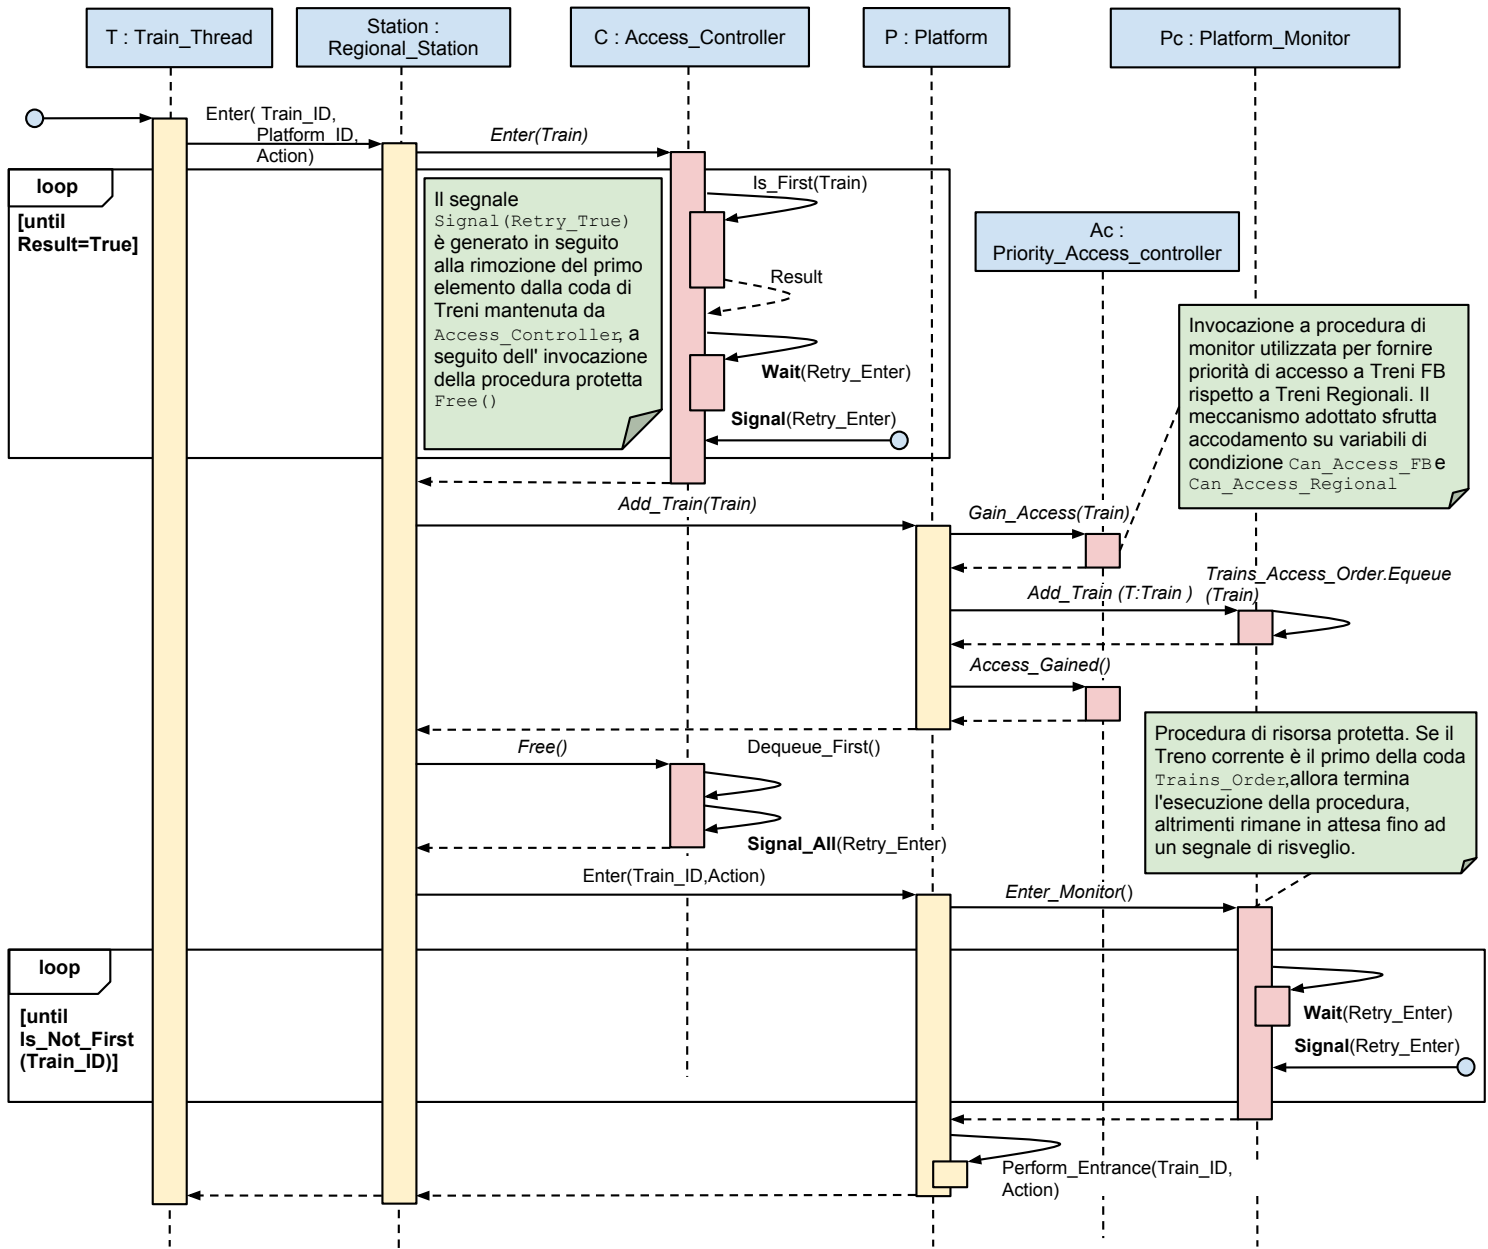 T : Train_Thread
Station :
Regional_Station
C : Access_Controller
P : Platform
Pc : Platform_Monitor
Enter( Train_ID,
Platform_ID,
Action)
Enter(Train)
loop
[until
Result=True]
Il segnale
Signal(Retry_True)
è generato in seguito
alla rimozione del primo
elemento dalla coda di
Treni mantenuta da
Access_Controller, a
seguito dell' invocazione
della procedura protetta
Free()
Is_First(Train)
Result
Wait(Retry_Enter)
Signal(Retry_Enter)
Ac :
Priority_Access_controller
Invocazione a procedura di
monitor utilizzata per fornire
priorità di accesso a Treni FB
rispetto a Treni Regionali. Il
meccanismo adottato sfrutta
accodamento su variabili di
condizione Can_Access_FB e
Can_Access_Regional
Add_Train(Train)
Gain_Access(Train)
Trains_Access_Order.Equeue
(Train)
Add_Train (T:Train )
Access_Gained()
Free()
Dequeue_First()
Signal_All(Retry_Enter)
Procedura di risorsa protetta. Se il
Treno corrente è il primo della coda
Trains_Order,allora termina
l'esecuzione della procedura,
altrimenti rimane in attesa fino ad
un segnale di risveglio.
Enter(Train_ID,Action)
Enter_Monitor()
loop
[until
Is_Not_First
(Train_ID)]
Wait(Retry_Enter)
Signal(Retry_Enter)
Perform_Entrance(Train_ID,
Action)